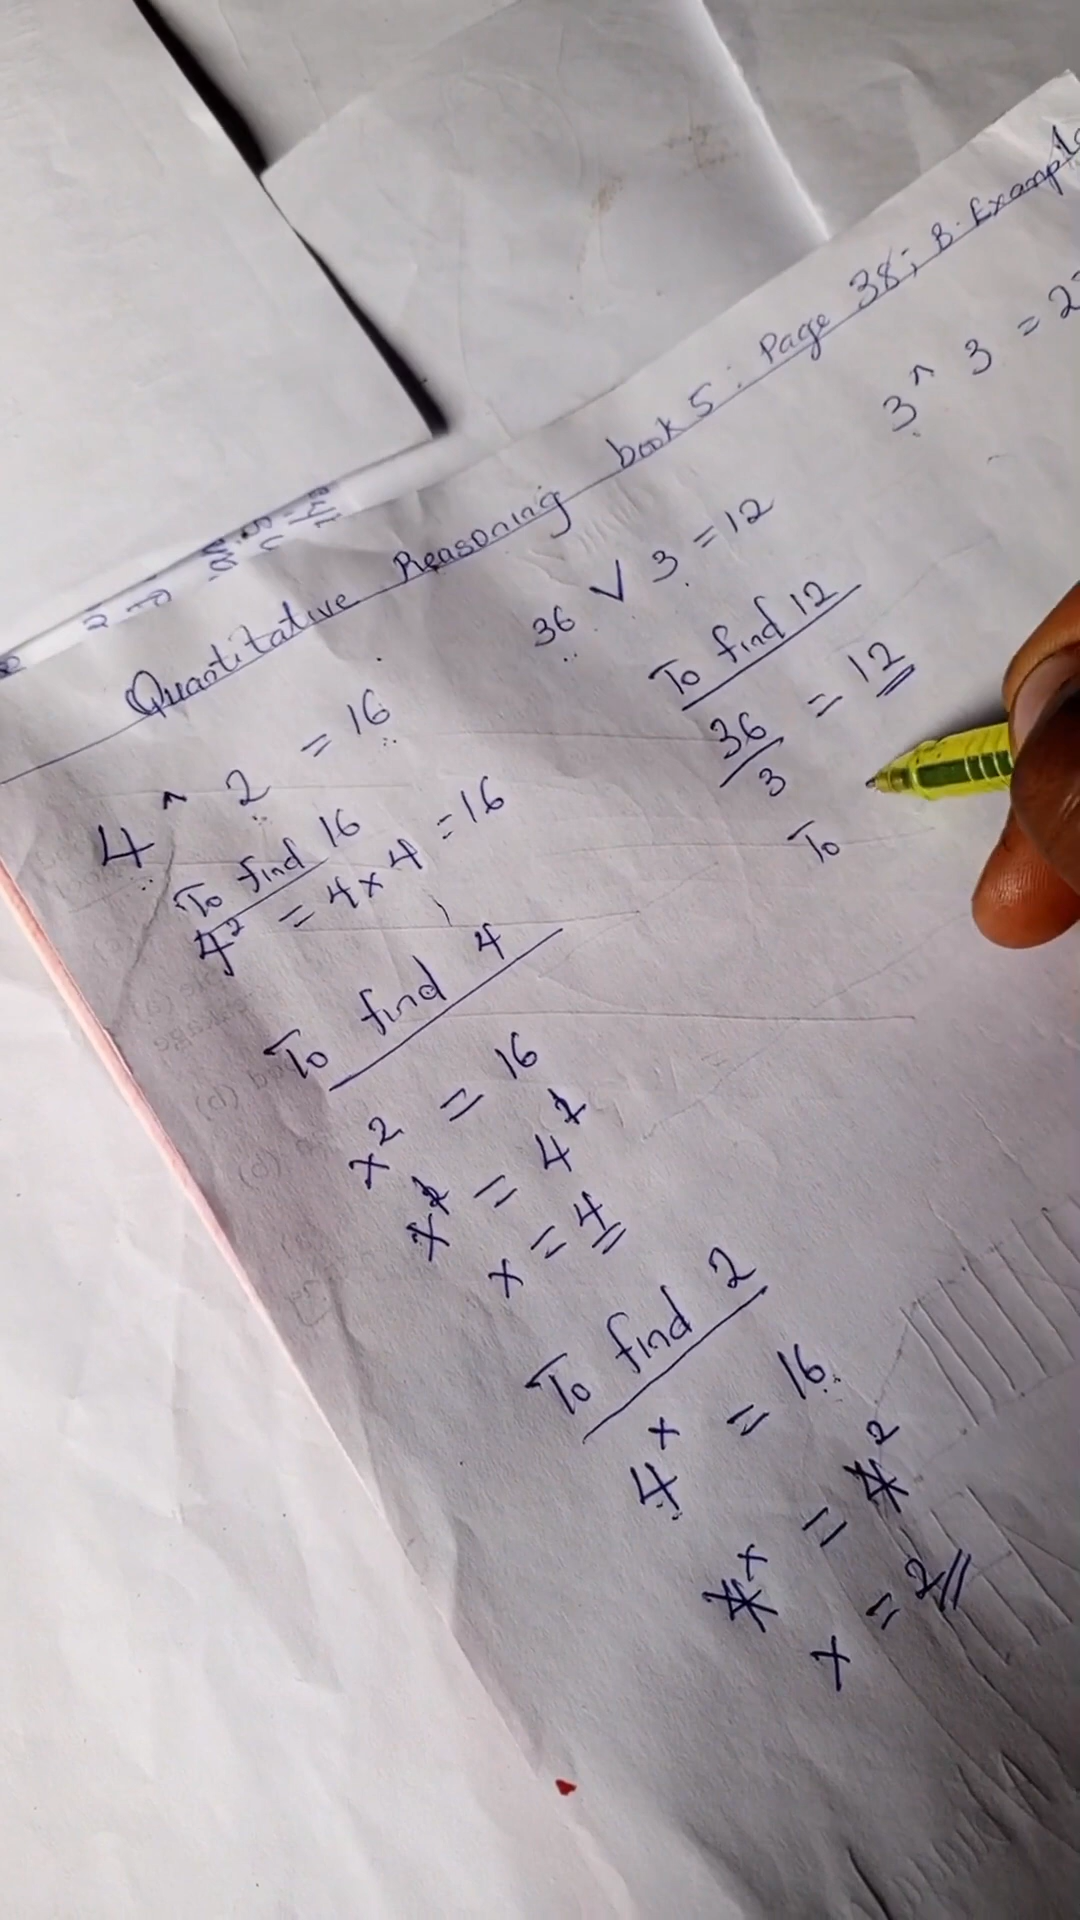 Quantitative Reasoning book 5: Page 38; B. Example
4 ^ 2 = 16
To find 16
4² = 4 × 4 = 16
To find 4
x² = 16
x² = 4²
x = 4
To find 2
4ˣ = 16
4ˣ = 4²
x = 2
36 V 3 = 12
To find 12
36/3 = 12
To
3 ^ 3 = 2